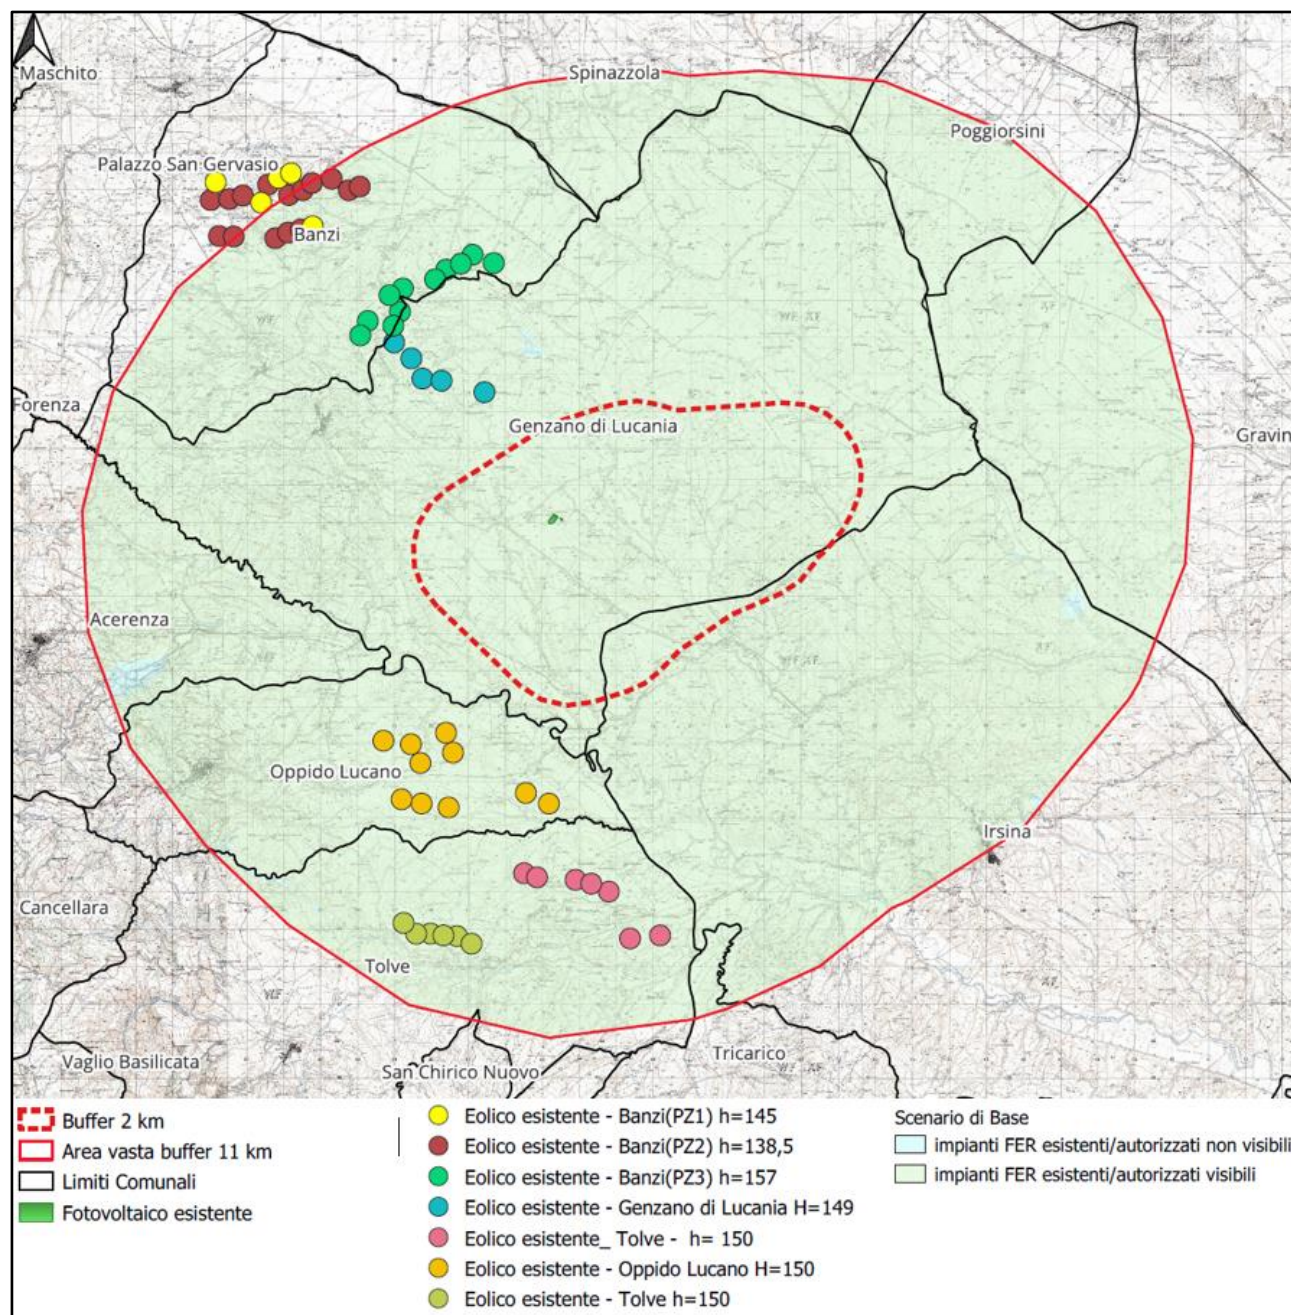 Maschito
Spinazzola
Poggiorsini
Palazzo San Gervasio
Banzi
Forenza
Genzano di Lucania
Gravin
Acerenza
Oppido Lucano
Irsina
Cancellara
Tolve
Vaglio Basilicata
San Chirico Nuovo
Tricarico
Buffer 2 km
Area vasta buffer 11 km
Limiti Comunali
Fotovoltaico esistente
Eolico esistente - Banzi(PZ1) h=145
Eolico esistente - Banzi(PZ2) h=138,5
Eolico esistente - Banzi(PZ3) h=157
Eolico esistente - Genzano di Lucania H=149
Eolico esistente_ Tolve - h= 150
Eolico esistente - Oppido Lucano H=150
Eolico esistente - Tolve h=150
Scenario di Base
impianti FER esistenti/autorizzati non visibili
impianti FER esistenti/autorizzati visibili